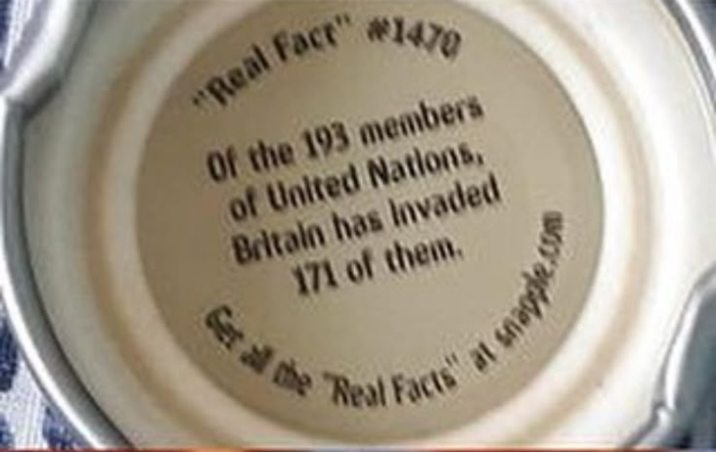 "Real Fact" #1470
Of the 193 members
of United Nations,
Britain has invaded
171 of them.
Get all the "Real Facts" at snapple.com